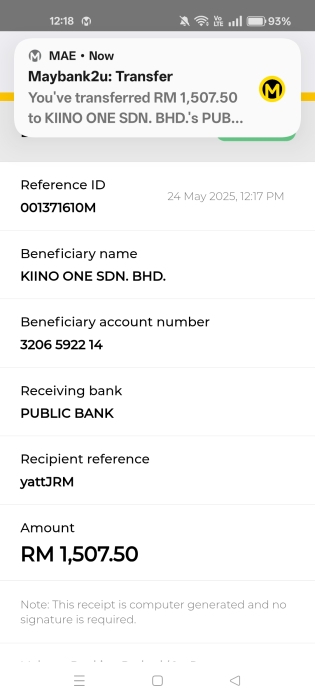 12:18
Vo
LTE
93%
MAE • Now
Maybank2u: Transfer
You've transferred RM 1,507.50
to KIINO ONE SDN. BHD.'s PUB...
Reference ID
24 May 2025, 12:17 PM
001371610M
Beneficiary name
KIINO ONE SDN. BHD.
Beneficiary account number
3206 5922 14
Receiving bank
PUBLIC BANK
Recipient reference
yattJRM
Amount
RM 1,507.50
Note: This receipt is computer generated and no
signature is required.